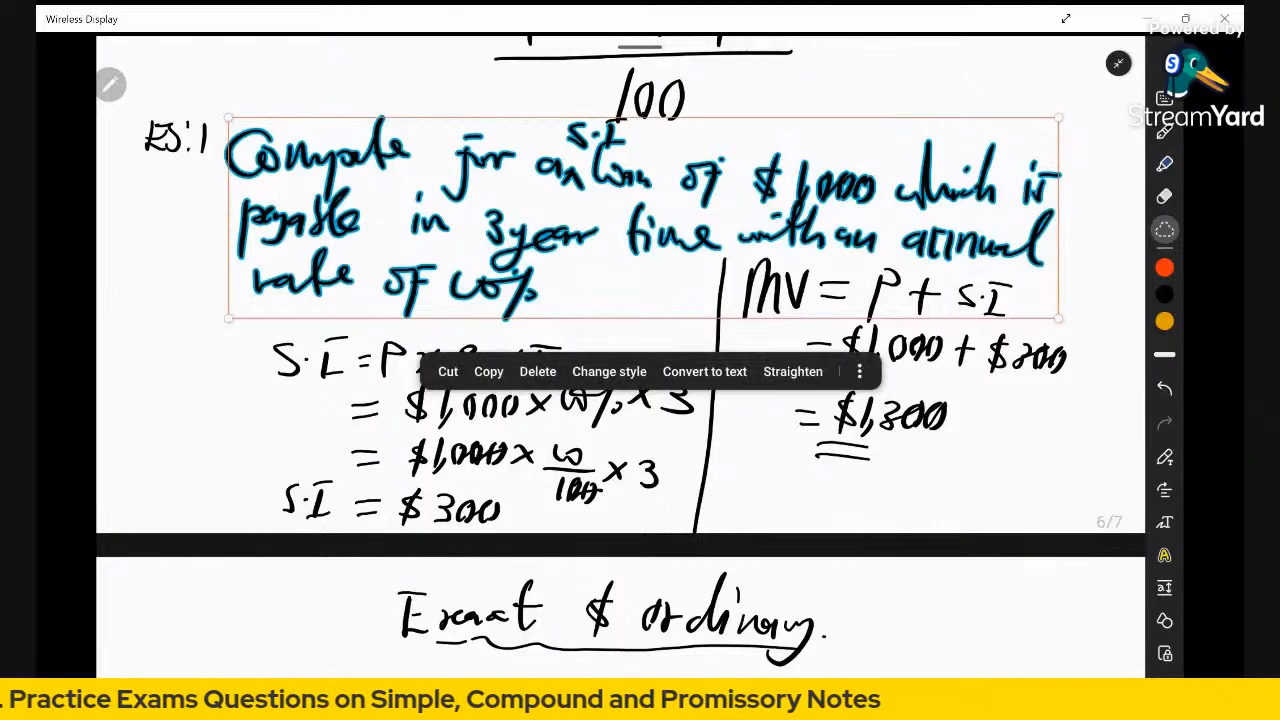 Wireless Display
Powered by
StreamYard
100
Ex:1
S.I
Compute for an loan of $1,000 which is
payable in 3 year time with an annual
rate of 10%
MV = P + S.I
= $1,000 + $300
= $1,300
S.I = P
Cut Copy Delete Change style Convert to text Straighten
= $1,000 x 10% x 3
= $1,000 x 10/100 x 3
S.I = $300
6/7
Exact $ ordinary.
. Practice Exams Questions on Simple, Compound and Promissory Notes